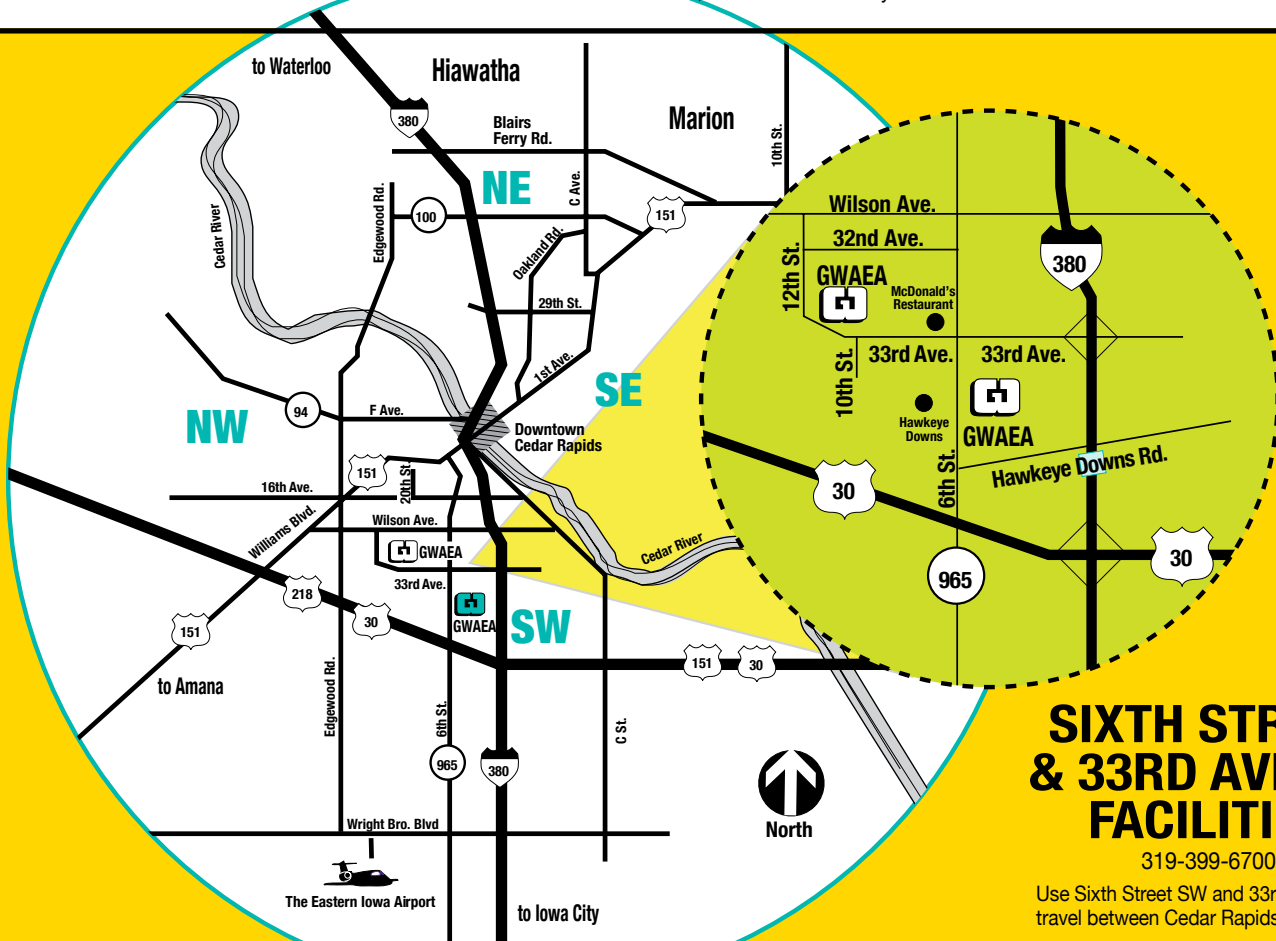 to Waterloo
Hiawatha
Marion
380
Blairs
Ferry Rd.
10th St.
NE
C Ave.
Edgewood Rd.
Cedar River
100
151
Oakland Rd.
29th St.
1st Ave.
SE
NW
94
F Ave.
Downtown
Cedar Rapids
151
20th St.
16th Ave.
Williams Blvd.
Wilson Ave.
GWAEA
33rd Ave.
Cedar River
218
30
GWAEA
SW
151
151
30
to Amana
Edgewood Rd.
6th St.
C St.
965
380
North
Wright Bro. Blvd
The Eastern Iowa Airport
to Iowa City
Wilson Ave.
32nd Ave.
380
12th St.
GWAEA
McDonald's
Restaurant
10th St.
33rd Ave.
33rd Ave.
Hawkeye
Downs
GWAEA
6th St.
Hawkeye Downs Rd.
30
965
30
SIXTH STR
& 33RD AV
FACILITI
319-399-6700
Use Sixth Street SW and 33r
travel between Cedar Rapids